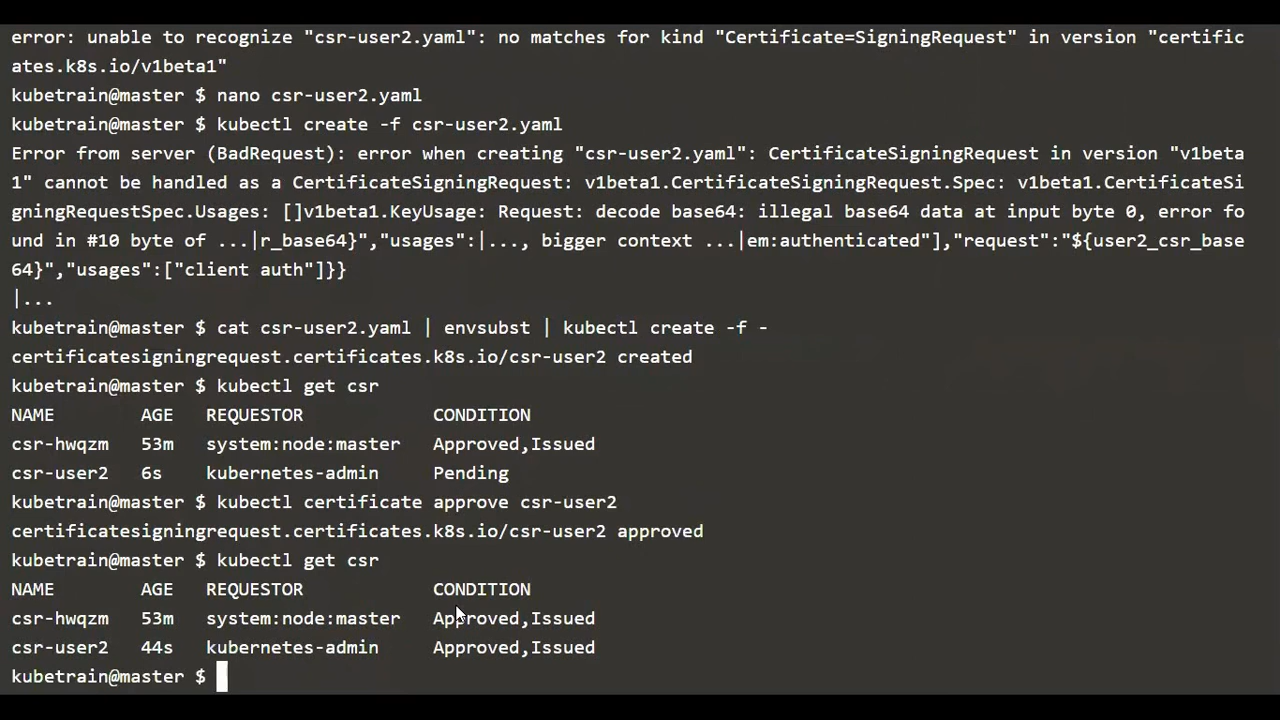 error: unable to recognize "csr-user2.yaml": no matches for kind "Certificate=SigningRequest" in version "certific
ates.k8s.io/v1beta1"
kubetrain@master $ nano csr-user2.yaml
kubetrain@master $ kubectl create -f csr-user2.yaml
Error from server (BadRequest): error when creating "csr-user2.yaml": CertificateSigningRequest in version "v1beta
1" cannot be handled as a CertificateSigningRequest: v1beta1.CertificateSigningRequest.Spec: v1beta1.CertificateSi
gningRequestSpec.Usages: []v1beta1.KeyUsage: Request: decode base64: illegal base64 data at input byte 0, error fo
und in #10 byte of ...|r_base64}","usages":|..., bigger context ...|em:authenticated"],"request":"${user2_csr_base
64}","usages":["client auth"]}}
|...
kubetrain@master $ cat csr-user2.yaml | envsubst | kubectl create -f -
certificatesigningrequest.certificates.k8s.io/csr-user2 created
kubetrain@master $ kubectl get csr
NAME AGE REQUESTOR CONDITION
csr-hwqzm 53m system:node:master Approved,Issued
csr-user2 6s kubernetes-admin Pending
kubetrain@master $ kubectl certificate approve csr-user2
certificatesigningrequest.certificates.k8s.io/csr-user2 approved
kubetrain@master $ kubectl get csr
NAME AGE REQUESTOR CONDITION
csr-hwqzm 53m system:node:master Approved,Issued
csr-user2 44s kubernetes-admin Approved,Issued
kubetrain@master $